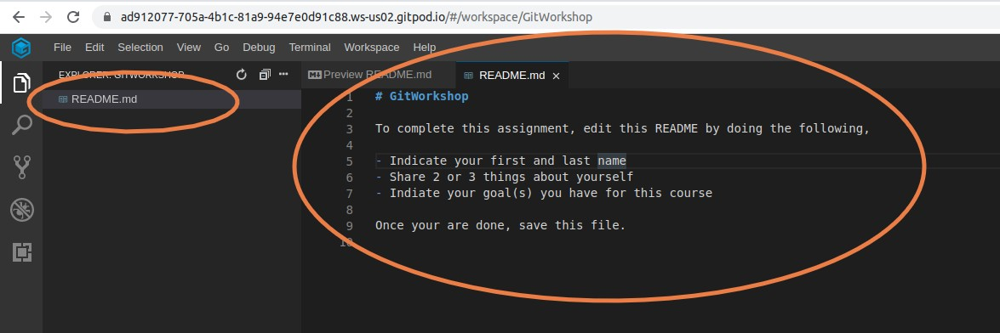 ad912077-705a-4b1c-81a9-94e7e0d91c88.ws-us02.gitpod.io/#/workspace/GitWorkshop
File Edit Selection View Go Debug Terminal Workspace Help
EXPLORER: GITWORKSHOP
Preview README.md README.md
README.md
1 # GitWorkshop
2
3 To complete this assignment, edit this README by doing the following,
4
5 - Indicate your first and last name
6 - Share 2 or 3 things about yourself
7 - Indiate your goal(s) you have for this course
8
9 Once your are done, save this file.
10